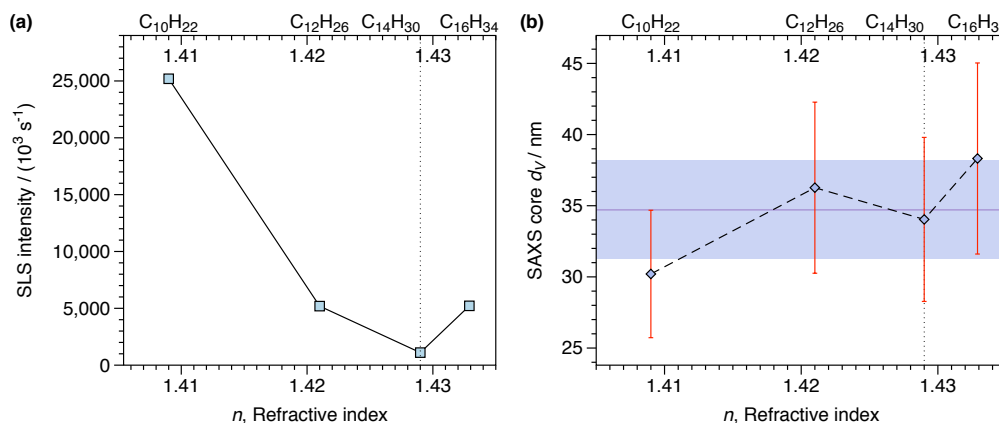 (a)
C10H22 C12H26 C14H30 C16H34
1.41 1.42 1.43
25,000
20,000
15,000
10,000
5,000
0
SLS intensity / (10³ s⁻¹)
1.41 1.42 1.43
n, Refractive index
(b)
C10H22 C12H26 C14H30 C16H3
1.41 1.42 1.43
45
40
35
30
25
SAXS core dV / nm
1.41 1.42 1.43
n, Refractive index